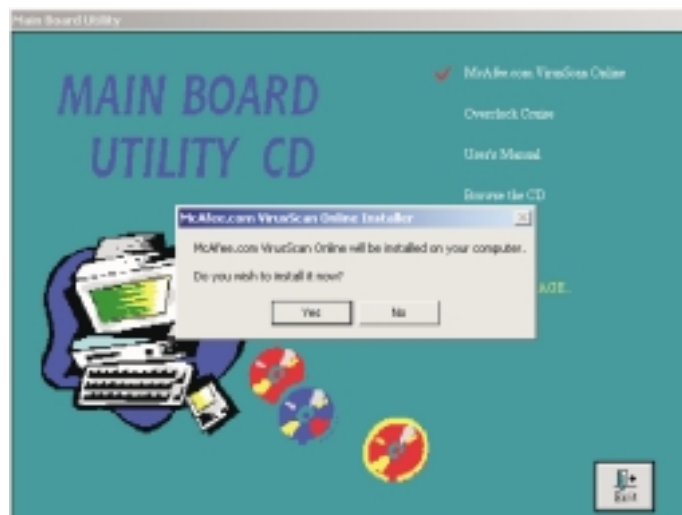 Main Board Utility
MAIN BOARD
UTILITY CD
McAfee.com VirusScan Online
Overclock
User's Manual
Browse the CD
McAfee.com VirusScan Online Installer
McAfee.com VirusScan Online will be installed on your computer.
Do you wish to install it now?
Yes
No
Exit